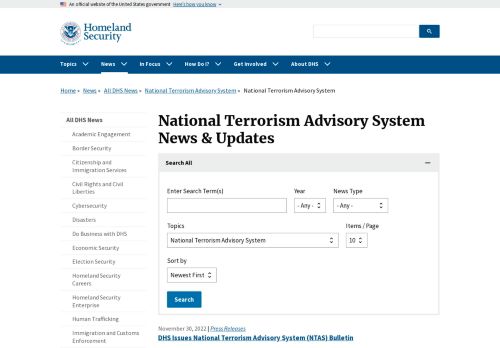 An official website of the United States government Here's how you know
Homeland
Security
Topics News In Focus How Do I? Get Involved About DHS
Home » News » All DHS News » National Terrorism Advisory System » National Terrorism Advisory System
All DHS News
Academic Engagement
Border Security
Citizenship and
Immigration Services
Civil Rights and Civil
Liberties
Cybersecurity
Disasters
Do Business with DHS
Economic Security
Election Security
Homeland Security
Careers
Homeland Security
Enterprise
Human Trafficking
Immigration and Customs
Enforcement
National Terrorism Advisory System
News & Updates
Search All
Enter Search Term(s) Year News Type
- Any - - Any -
Topics Items / Page
National Terrorism Advisory System 10
Sort by
Newest First
Search
November 30, 2022 | Press Releases
DHS Issues National Terrorism Advisory System (NTAS) Bulletin